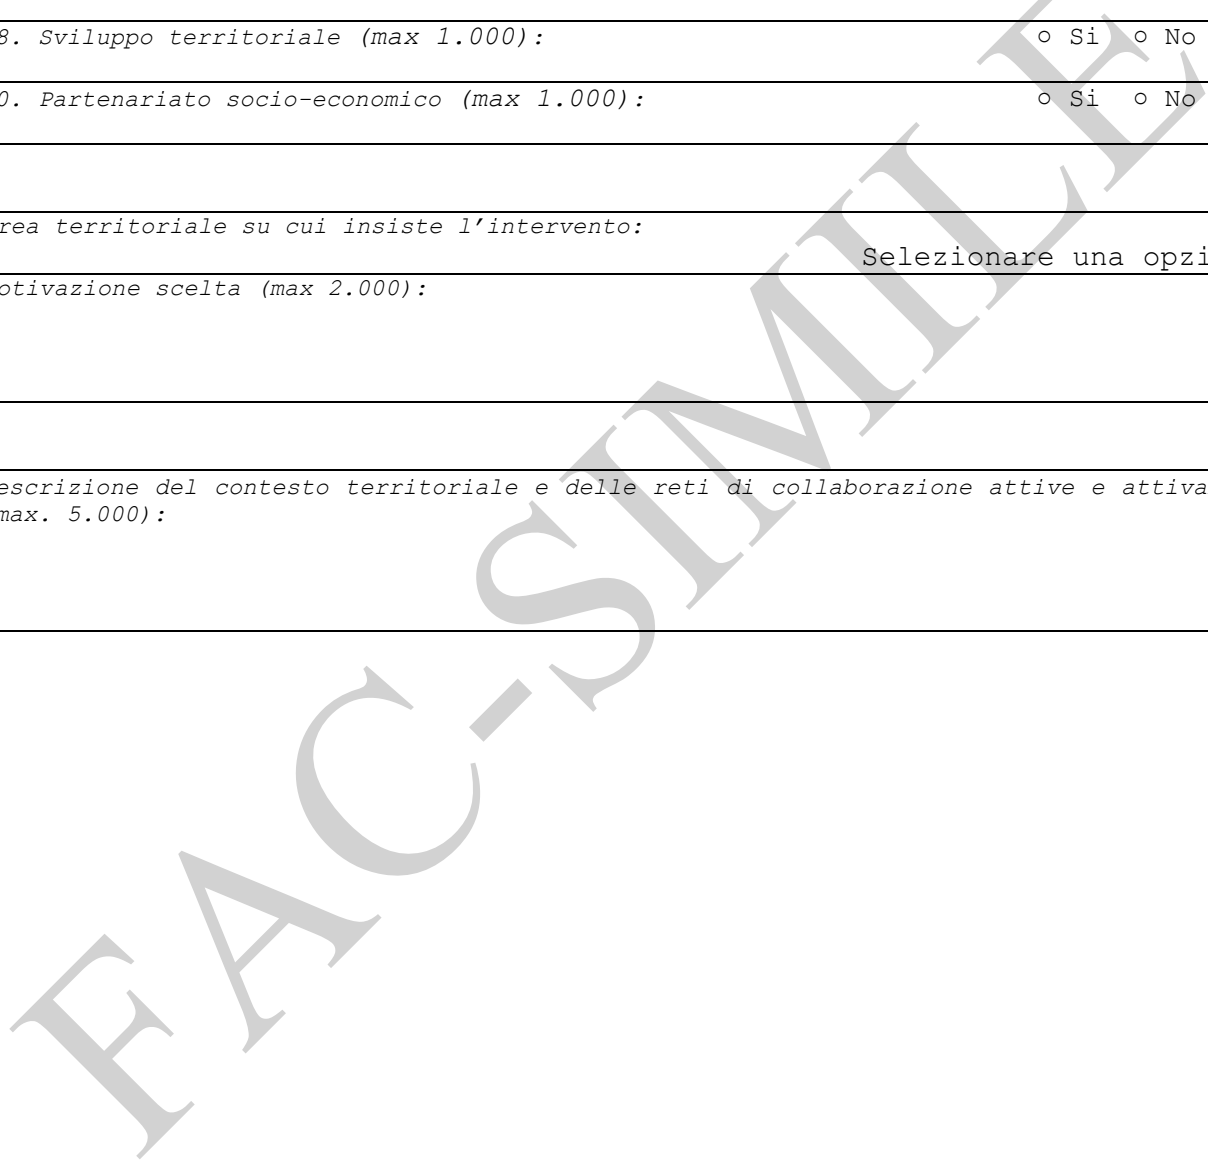 8. Sviluppo territoriale (max 1.000): ○ Si ○ No
0. Partenariato socio-economico (max 1.000): ○ Si ○ No
rea territoriale su cui insiste l’intervento:
Selezionare una opzi
otivazione scelta (max 2.000):
escrizione del contesto territoriale e delle reti di collaborazione attive e attiva
max. 5.000):
FAC-SIMILE